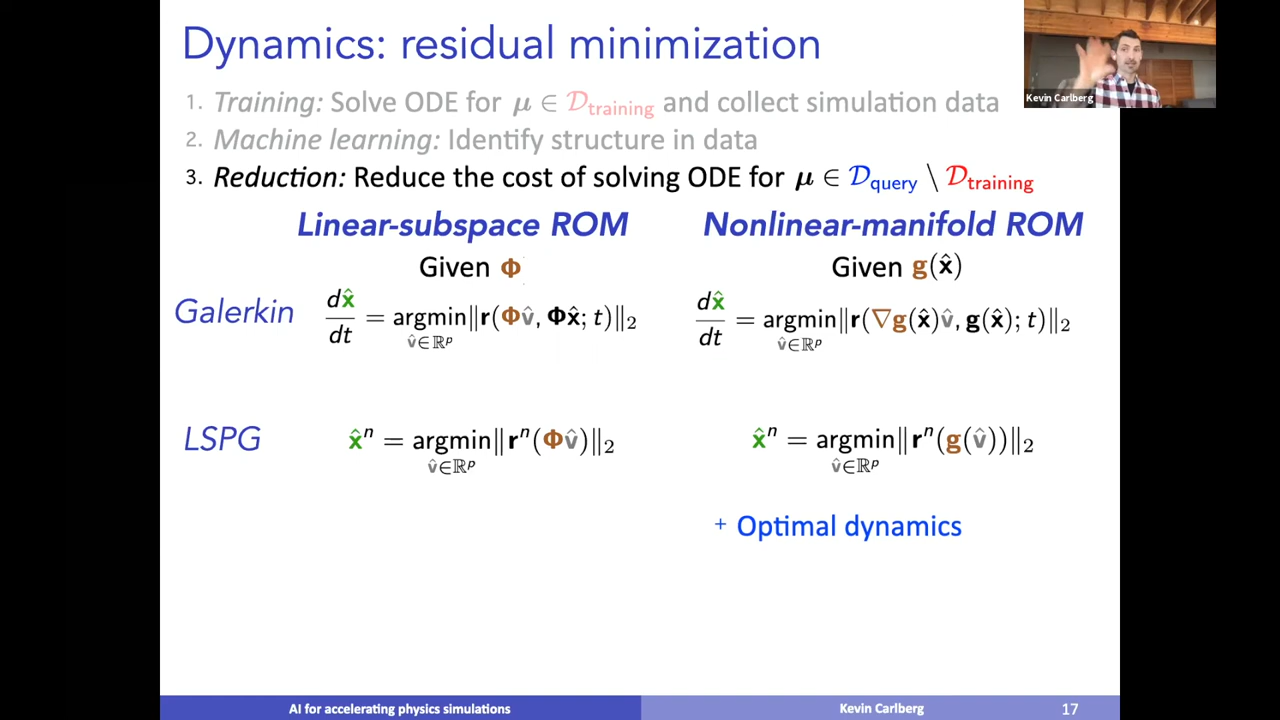 Dynamics: residual minimization
Kevin Carlberg
1. Training: Solve ODE for μ ∈ 𝒟training and collect simulation data
2. Machine learning: Identify structure in data
3. Reduction: Reduce the cost of solving ODE for μ ∈ 𝒟query \ 𝒟training
Linear-subspace ROM Nonlinear-manifold ROM
Given Φ Given g(x̂)
Galerkin dx̂/dt = argmin v̂∈ℝᵖ ‖r(Φv̂, Φx̂; t)‖₂ dx̂/dt = argmin v̂∈ℝᵖ ‖r(∇g(x̂)v̂, g(x̂); t)‖₂
LSPG x̂ⁿ = argmin v̂∈ℝᵖ ‖rⁿ(Φv̂)‖₂ x̂ⁿ = argmin v̂∈ℝᵖ ‖rⁿ(g(v̂))‖₂
+ Optimal dynamics
AI for accelerating physics simulations Kevin Carlberg 17